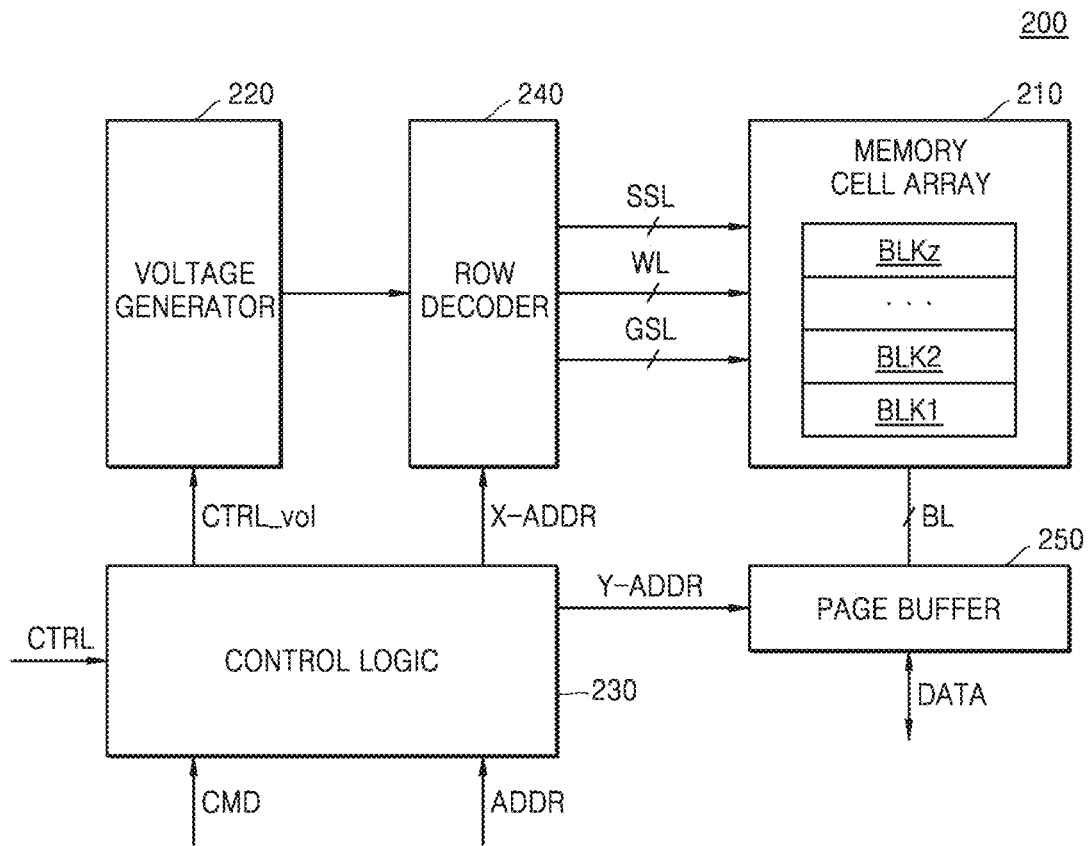 200
220
240
210
VOLTAGE
GENERATOR
ROW
DECODER
SSL
WL
GSL
MEMORY
CELL ARRAY
BLKz
. . .
BLK2
BLK1
CTRL_vol
X-ADDR
BL
250
Y-ADDR
PAGE BUFFER
CTRL
CONTROL LOGIC
230
DATA
CMD
ADDR